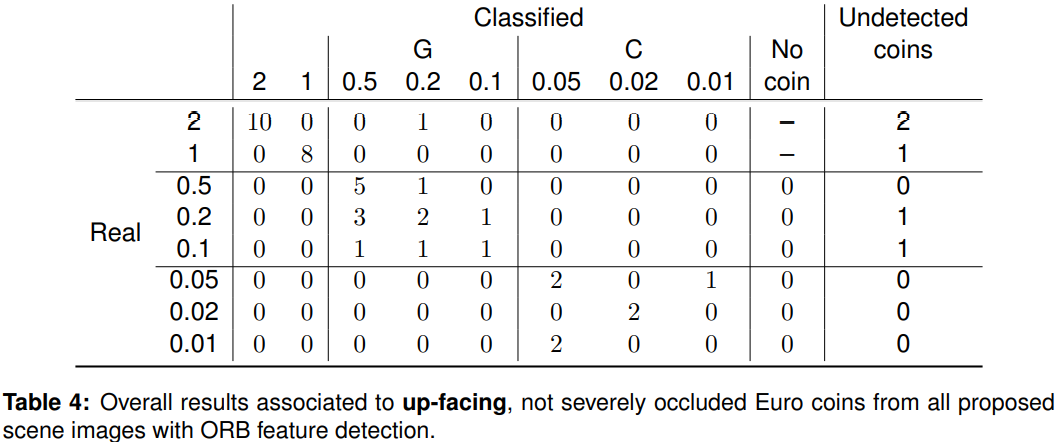 Classified Undetected
G C No coins
2 1 0.5 0.2 0.1 0.05 0.02 0.01 coin
2 10 0 0 1 0 0 0 0 – 2
1 0 8 0 0 0 0 0 0 – 1
0.5 0 0 5 1 0 0 0 0 0 0
Real 0.2 0 0 3 2 1 0 0 0 0 1
0.1 0 0 1 1 1 0 0 0 0 1
0.05 0 0 0 0 0 2 0 1 0 0
0.02 0 0 0 0 0 0 2 0 0 0
0.01 0 0 0 0 0 2 0 0 0 0
Table 4: Overall results associated to up-facing, not severely occluded Euro coins from all proposed
scene images with ORB feature detection.